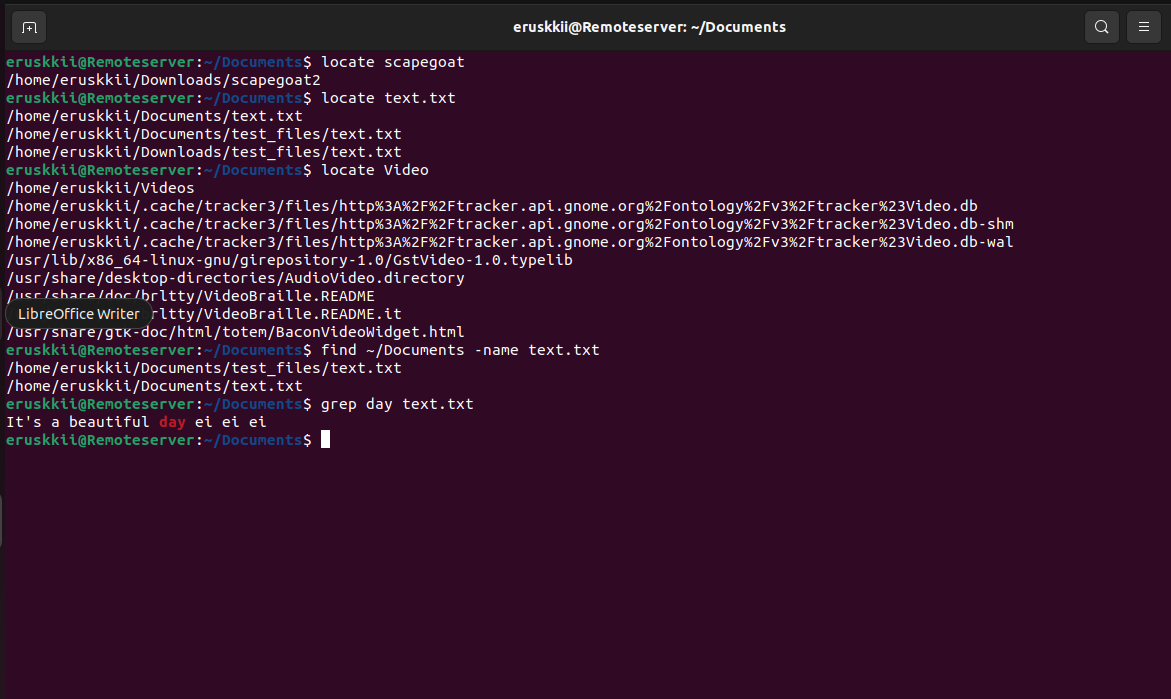 eruskkii@Remoteserver: ~/Documents
eruskkii@Remoteserver:~/Documents$ locate scapegoat
/home/eruskkii/Downloads/scapegoat2
eruskkii@Remoteserver:~/Documents$ locate text.txt
/home/eruskkii/Documents/text.txt
/home/eruskkii/Documents/test_files/text.txt
/home/eruskkii/Downloads/test_files/text.txt
eruskkii@Remoteserver:~/Documents$ locate Video
/home/eruskkii/Videos
/home/eruskkii/.cache/tracker3/files/http%3A%2F%2Ftracker.api.gnome.org%2Fontology%2Fv3%2Ftracker%23Video.db
/home/eruskkii/.cache/tracker3/files/http%3A%2F%2Ftracker.api.gnome.org%2Fontology%2Fv3%2Ftracker%23Video.db-shm
/home/eruskkii/.cache/tracker3/files/http%3A%2F%2Ftracker.api.gnome.org%2Fontology%2Fv3%2Ftracker%23Video.db-wal
/usr/lib/x86_64-linux-gnu/girepository-1.0/GstVideo-1.0.typelib
/usr/share/desktop-directories/AudioVideo.directory
/usr/share/doc/brltty/VideoBraille.README
LibreOffice Writer rltty/VideoBraille.README.it
/usr/share/gtk-doc/html/totem/BaconVideoWidget.html
eruskkii@Remoteserver:~/Documents$ find ~/Documents -name text.txt
/home/eruskkii/Documents/test_files/text.txt
/home/eruskkii/Documents/text.txt
eruskkii@Remoteserver:~/Documents$ grep day text.txt
It's a beautiful day ei ei ei
eruskkii@Remoteserver:~/Documents$